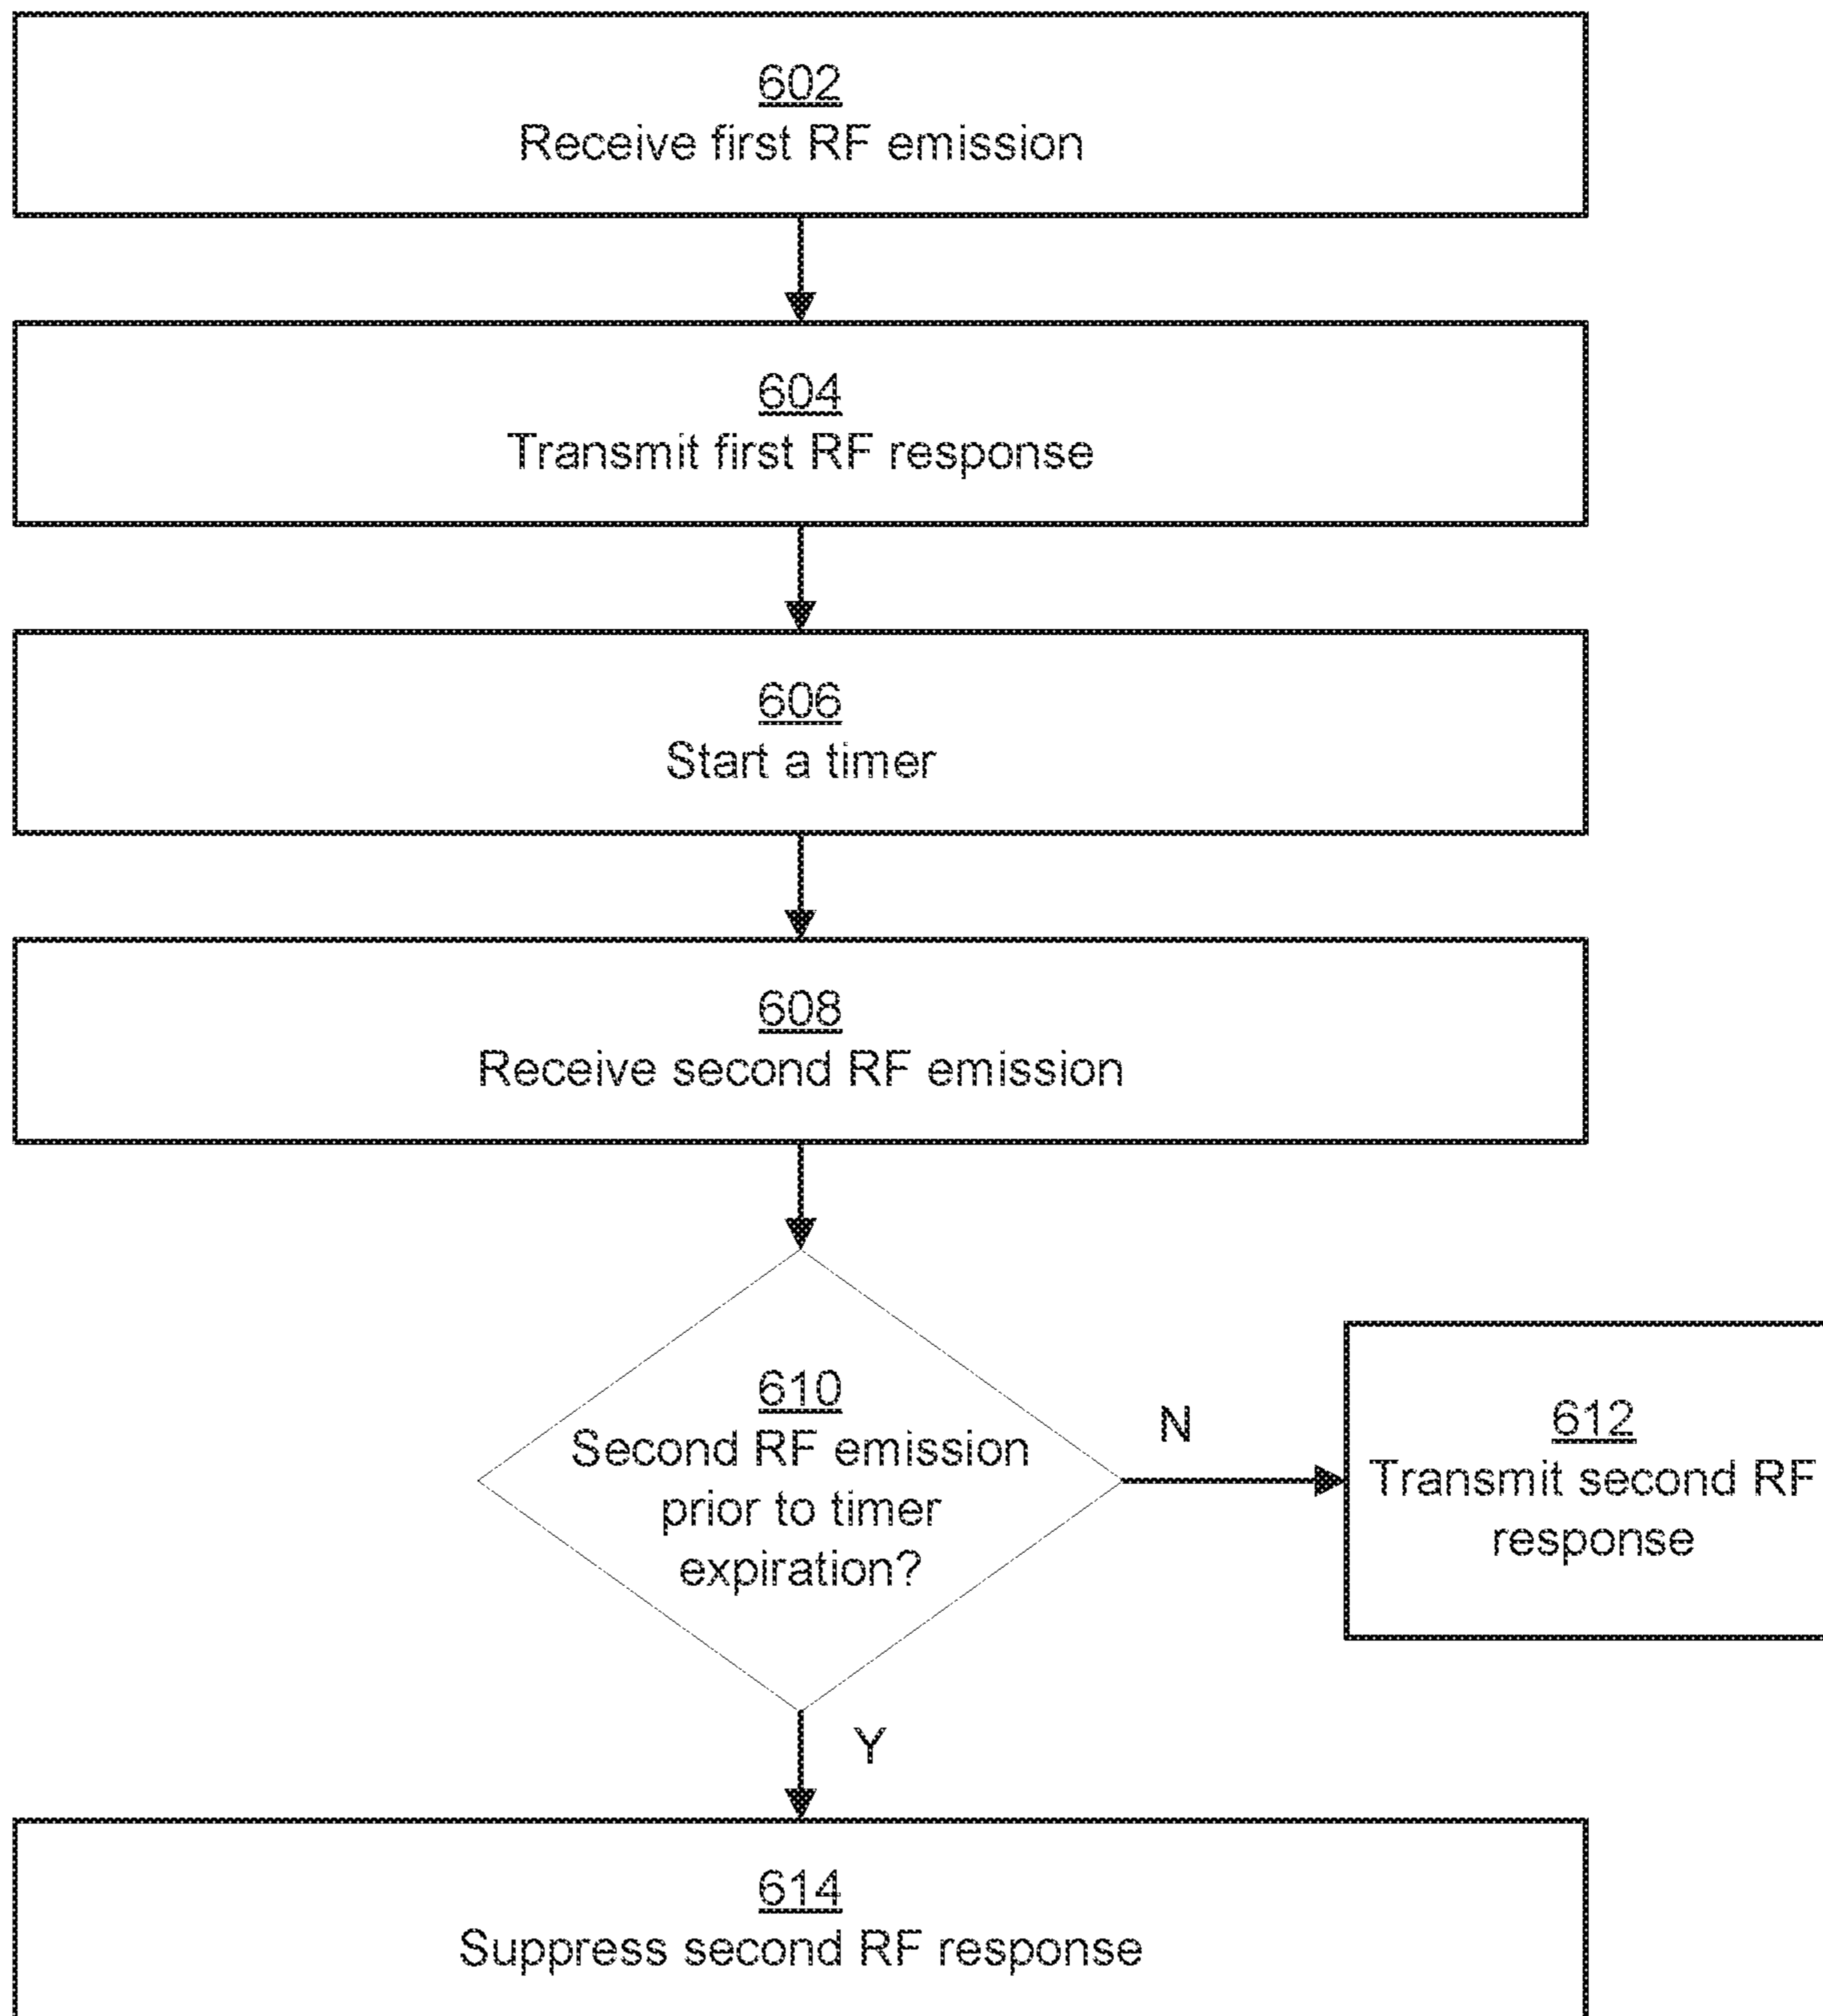 602
Receive first RF emission
604
Transmit first RF response
606
Start a timer
608
Receive second RF emission
610
Second RF emission
prior to timer
expiration?
N
612
Transmit second RF
response
Y
614
Suppress second RF response